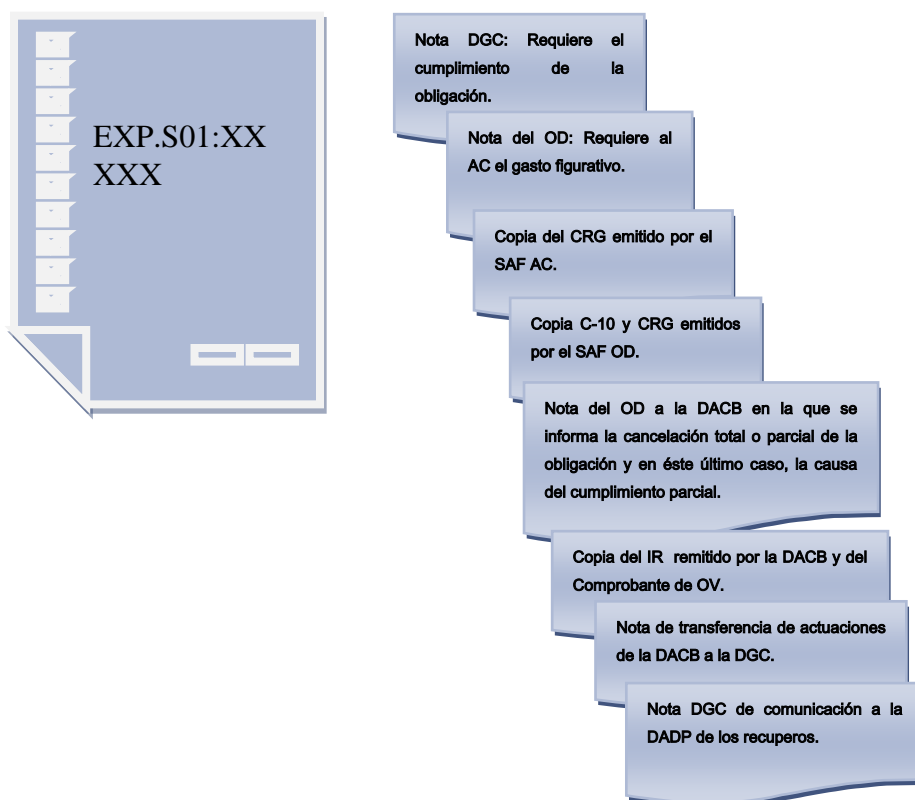 EXP.S01:XX
XXX
Nota DGC: Requiere el
cumplimiento de la
obligación.
Nota del OD: Requiere al
AC el gasto figurativo.
Copia del CRG emitido por el
SAF AC.
Copia C-10 y CRG emitidos
por el SAF OD.
Nota del OD a la DACB en la que se
informa la cancelación total o parcial de la
obligación y en éste último caso, la causa
del cumplimiento parcial.
Copia del IR remitido por la DACB y del
Comprobante de OV.
Nota de transferencia de actuaciones
de la DACB a la DGC.
Nota DGC de comunicación a la
DADP de los recuperos.